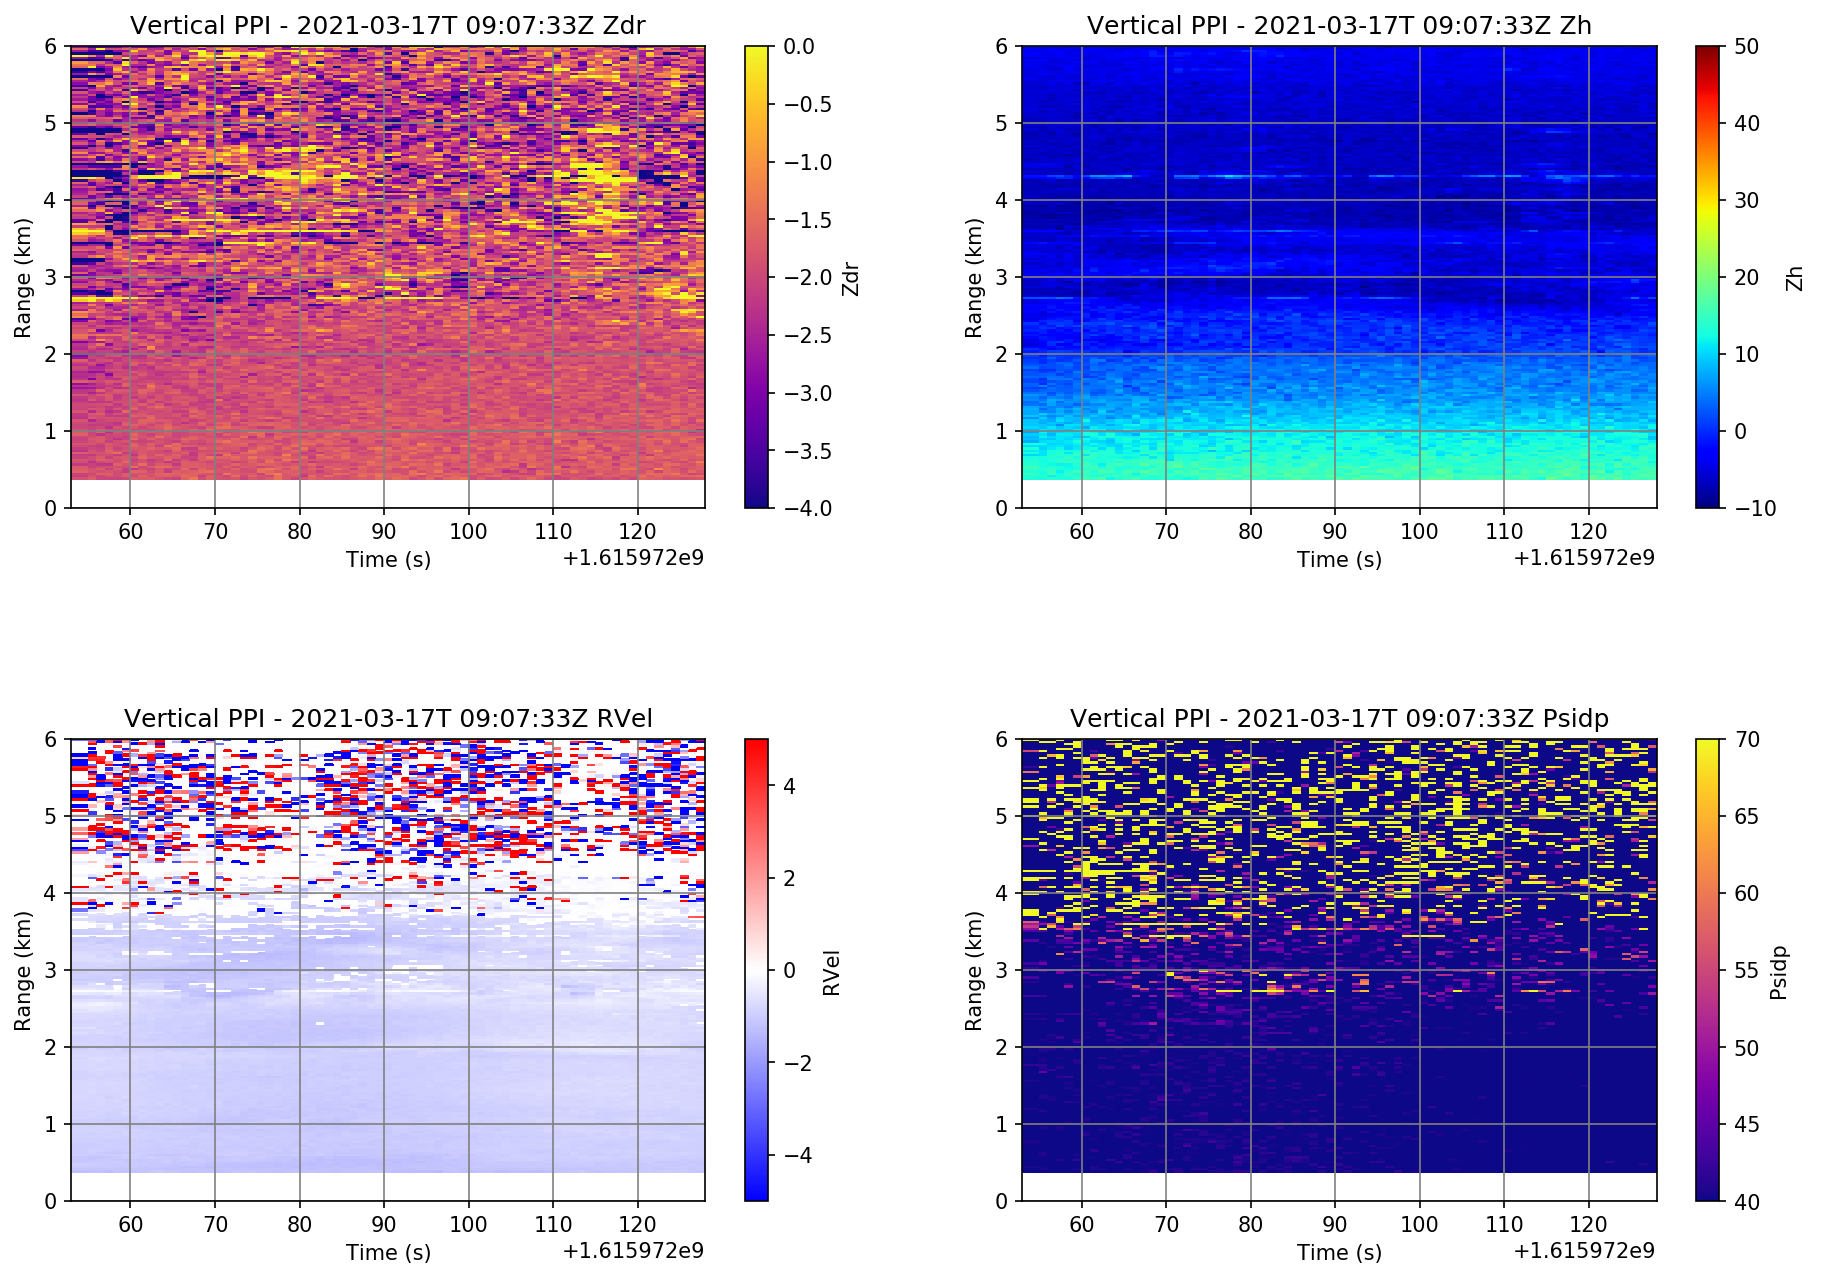 Vertical PPI - 2021-03-17T 09:07:33Z Zdr
6
5
4
3
2
1
0
Range (km)
60 70 80 90 100 110 120
Time (s)
+1.615972e9
0.0
−0.5
−1.0
−1.5
−2.0
−2.5
−3.0
−3.5
−4.0
Zdr
Vertical PPI - 2021-03-17T 09:07:33Z Zh
6
5
4
3
2
1
0
Range (km)
60 70 80 90 100 110 120
Time (s)
+1.615972e9
50
40
30
20
10
0
−10
Zh
Vertical PPI - 2021-03-17T 09:07:33Z RVel
6
5
4
3
2
1
0
Range (km)
60 70 80 90 100 110 120
Time (s)
+1.615972e9
4
2
0
−2
−4
RVel
Vertical PPI - 2021-03-17T 09:07:33Z Psidp
6
5
4
3
2
1
0
Range (km)
60 70 80 90 100 110 120
Time (s)
+1.615972e9
70
65
60
55
50
45
40
Psidp